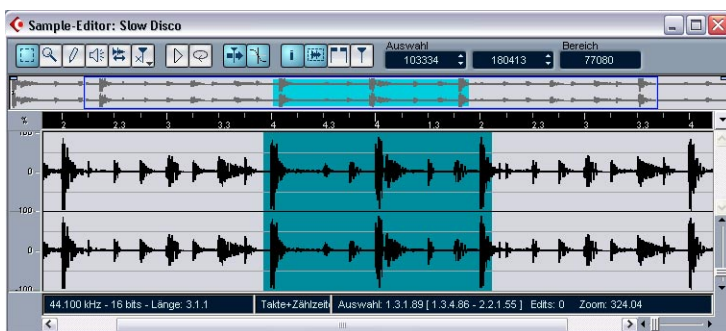 Sample-Editor: Slow Disco
Auswahl Bereich
103334 180413 77080
% 2 2.3 3 3.3 4 4.3 4 1.3 2 2.3 3 3.3 4
100
0
-100
0
-100
44.100 kHz - 16 bits - Länge: 3.1.1 Takte+Zählzeit Auswahl: 1.3.1.89 [ 1.3.4.86 - 2.2.1.55 ] Edits: 0 Zoom: 324.04